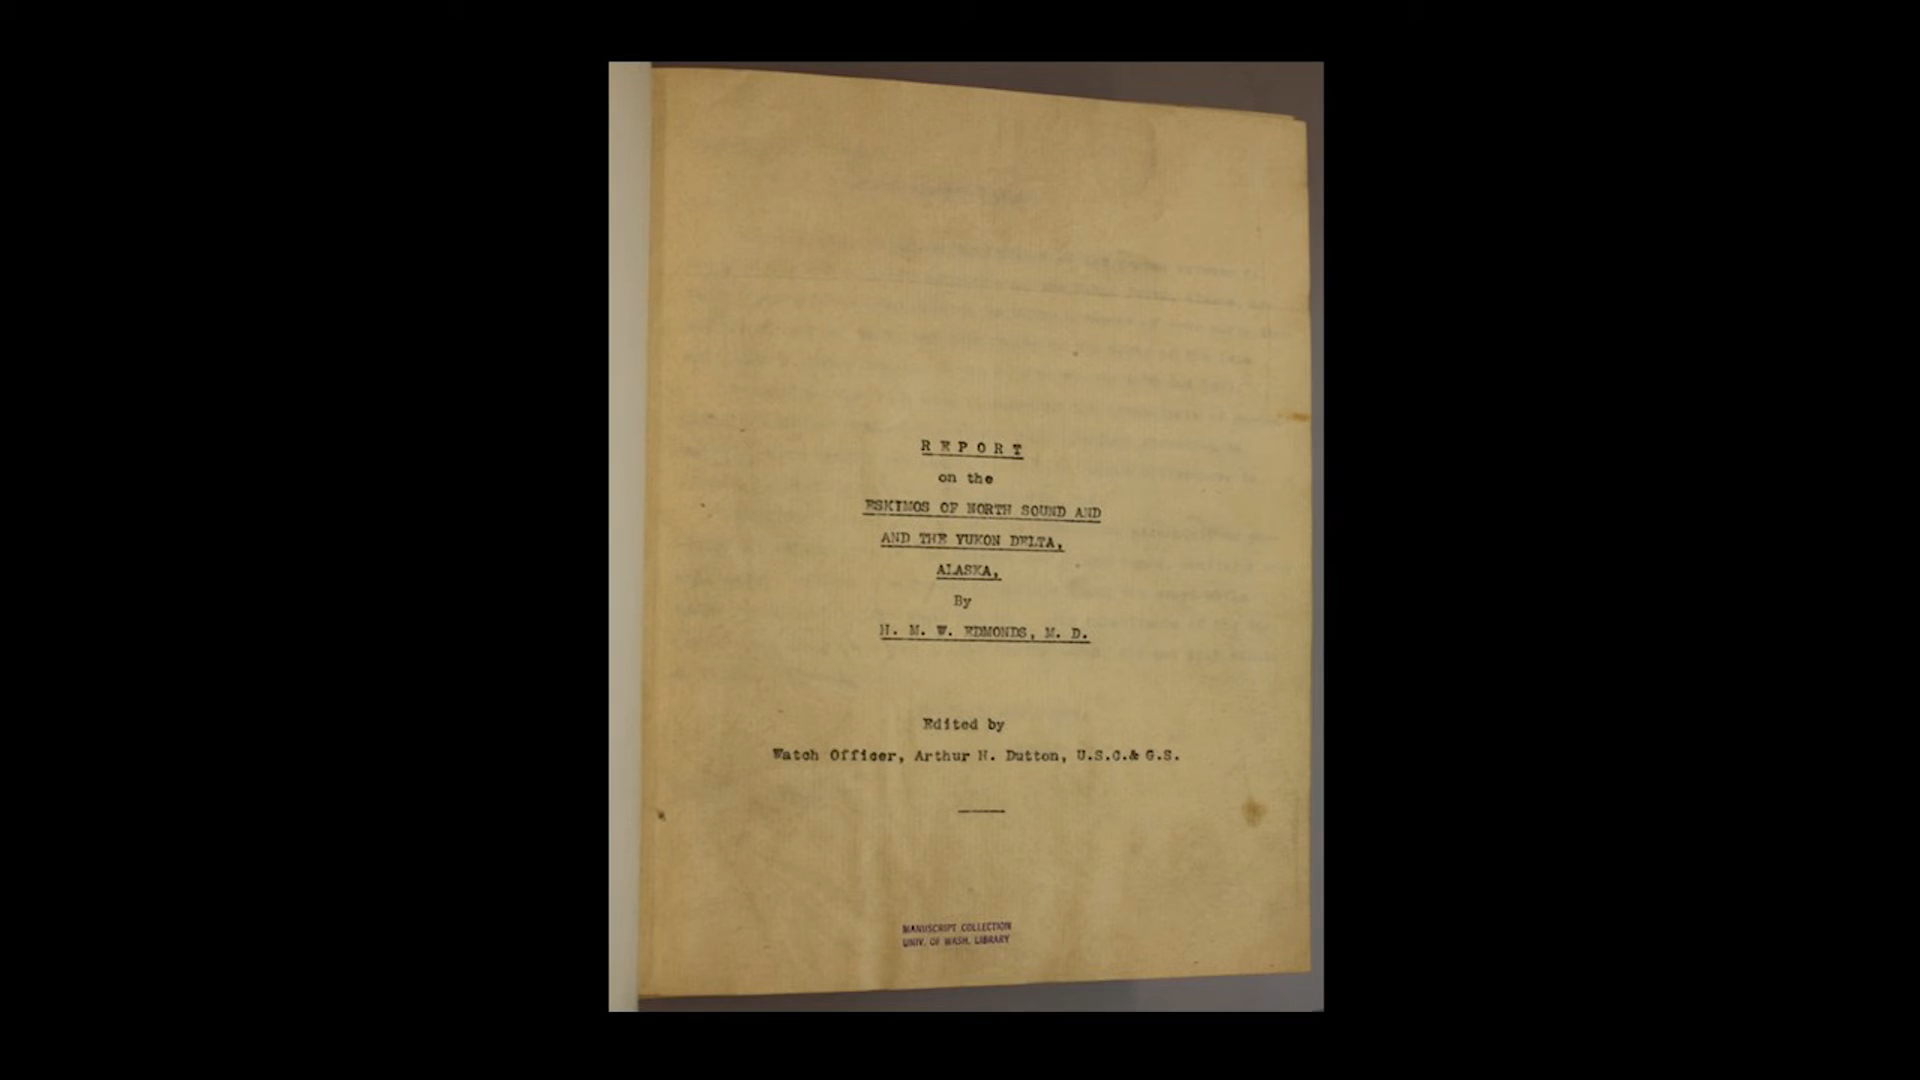 REPORT
on the
ESKIMOS OF NORTH SOUND AND
AND THE YUKON DELTA,
ALASKA,
By
H. M. W. EDMONDS, M. D.
Edited by
Watch Officer, Arthur H. Dutton, U.S.C.& G.S.
MANUSCRIPT COLLECTION
UNIV. OF WASH. LIBRARY